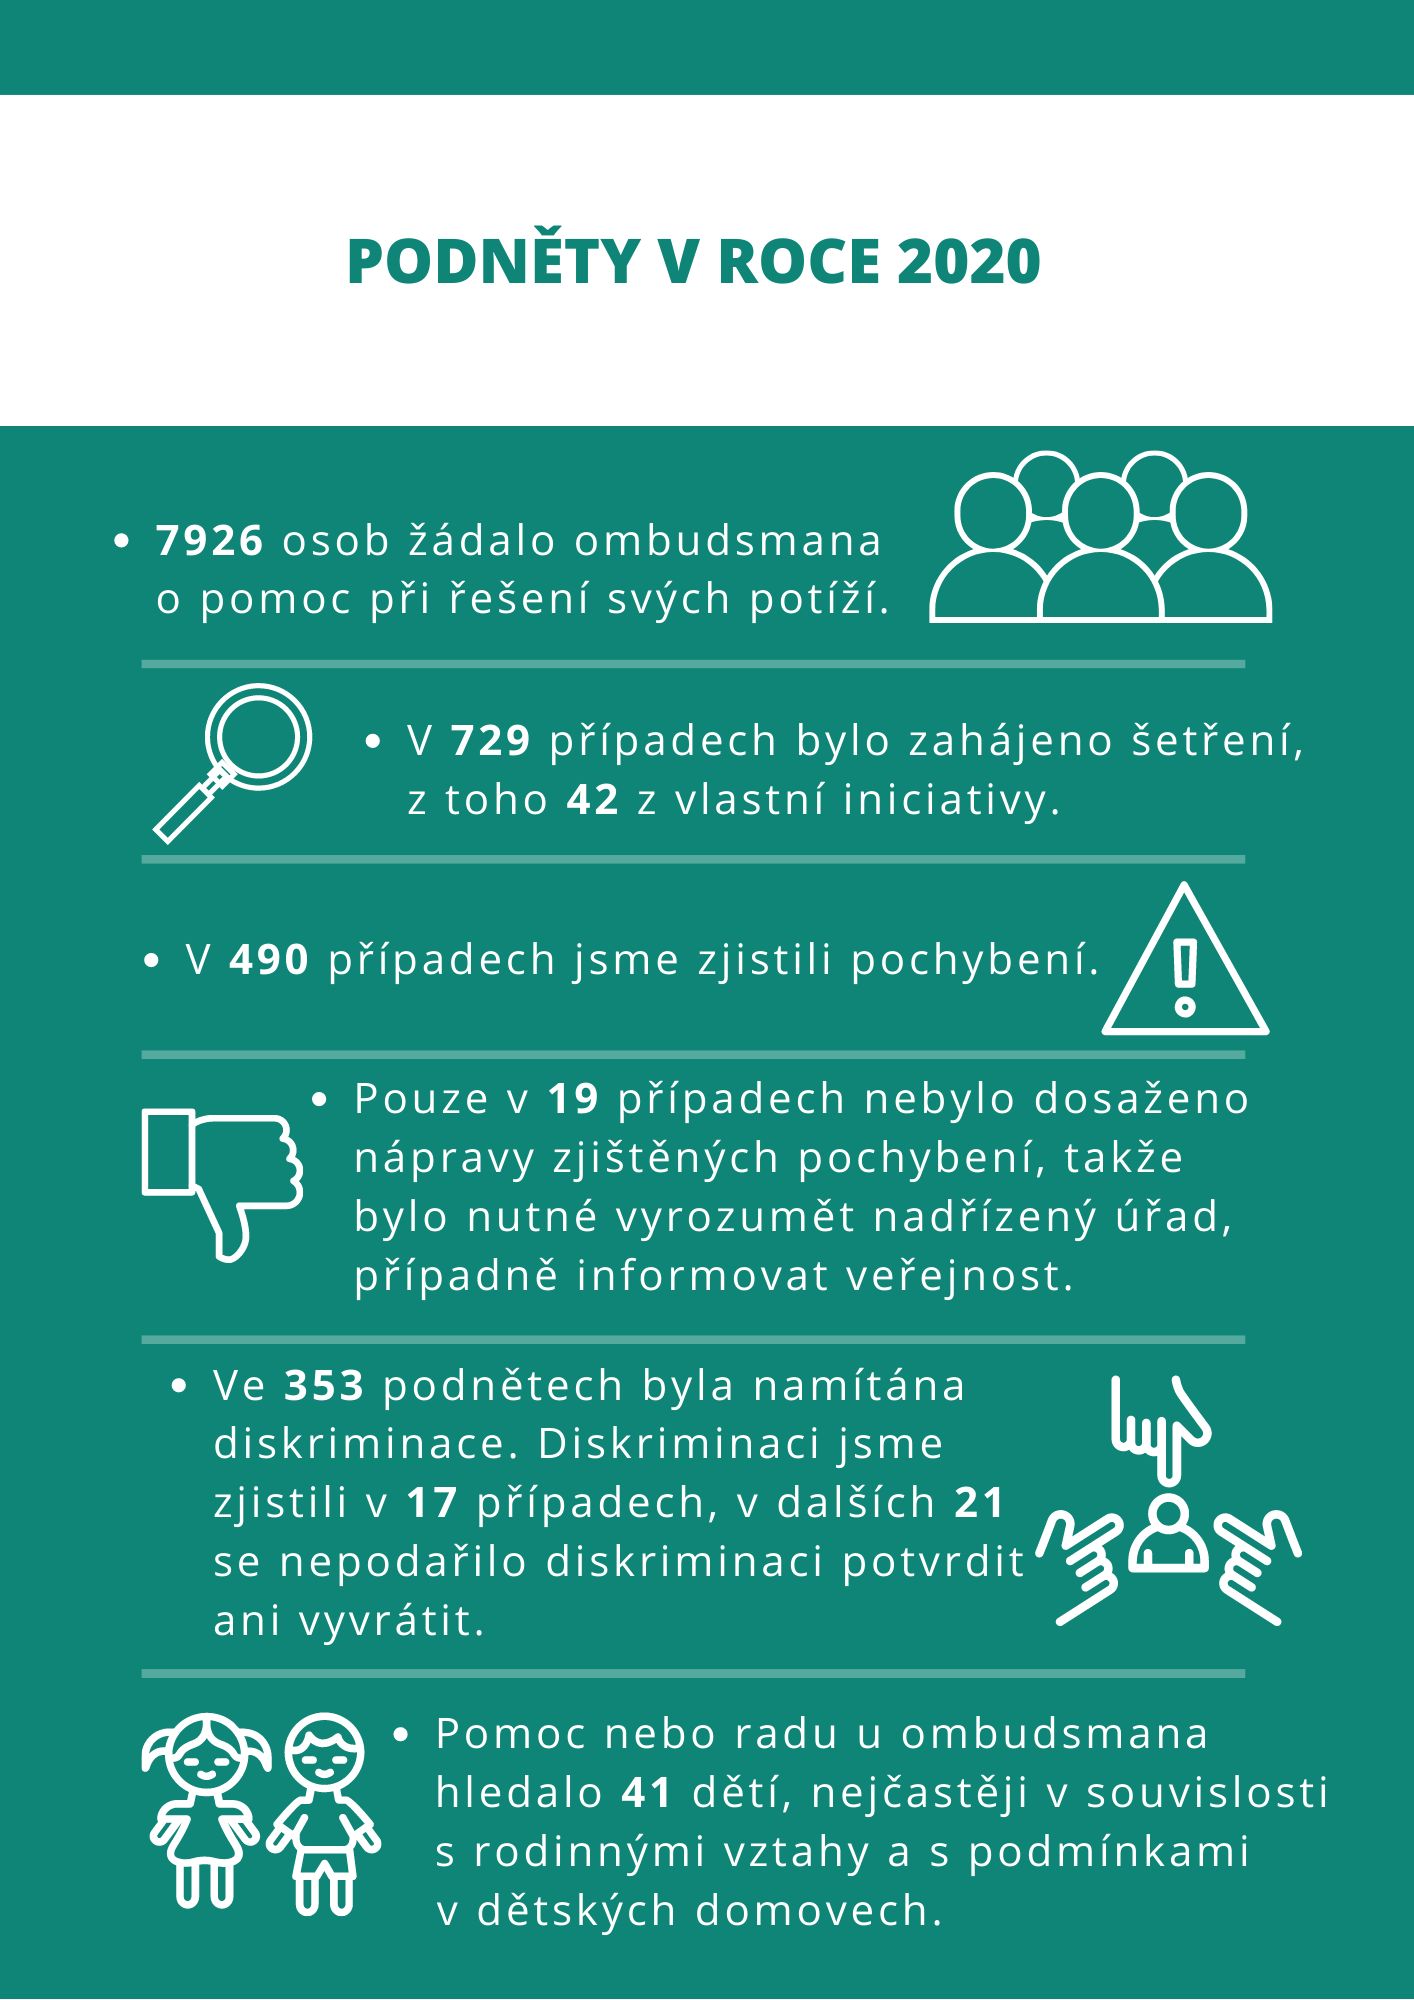 PODNĚTY V ROCE 2020
• 7926 osob žádalo ombudsmana
o pomoc při řešení svých potíží.
• V 729 případech bylo zahájeno šetření,
z toho 42 z vlastní iniciativy.
• V 490 případech jsme zjistili pochybení.
• Pouze v 19 případech nebylo dosaženo
nápravy zjištěných pochybení, takže
bylo nutné vyrozumět nadřízený úřad,
případně informovat veřejnost.
• Ve 353 podnětech byla namítána
diskriminace. Diskriminaci jsme
zjistili v 17 případech, v dalších 21
se nepodařilo diskriminaci potvrdit
ani vyvrátit.
• Pomoc nebo radu u ombudsmana
hledalo 41 dětí, nejčastěji v souvislosti
s rodinnými vztahy a s podmínkami
v dětských domovech.